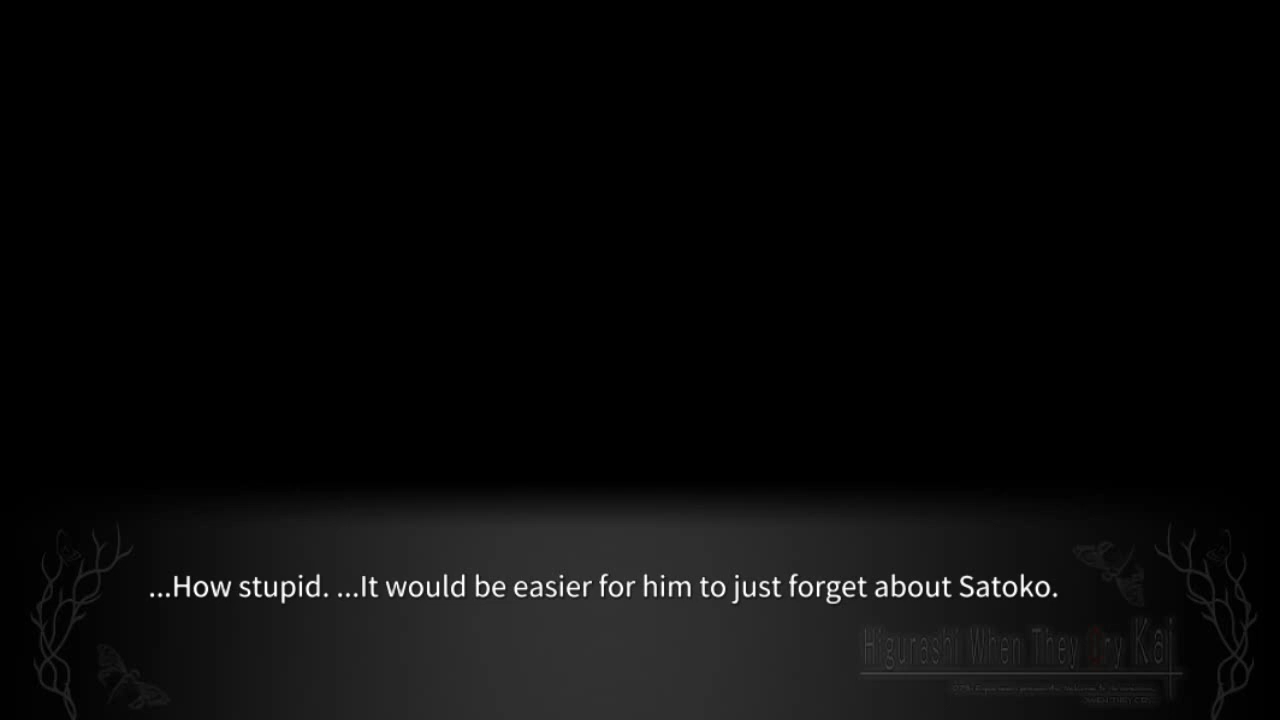 ...How stupid. ...It would be easier for him to just forget about Satoko.
Higurashi When They Cry Kai